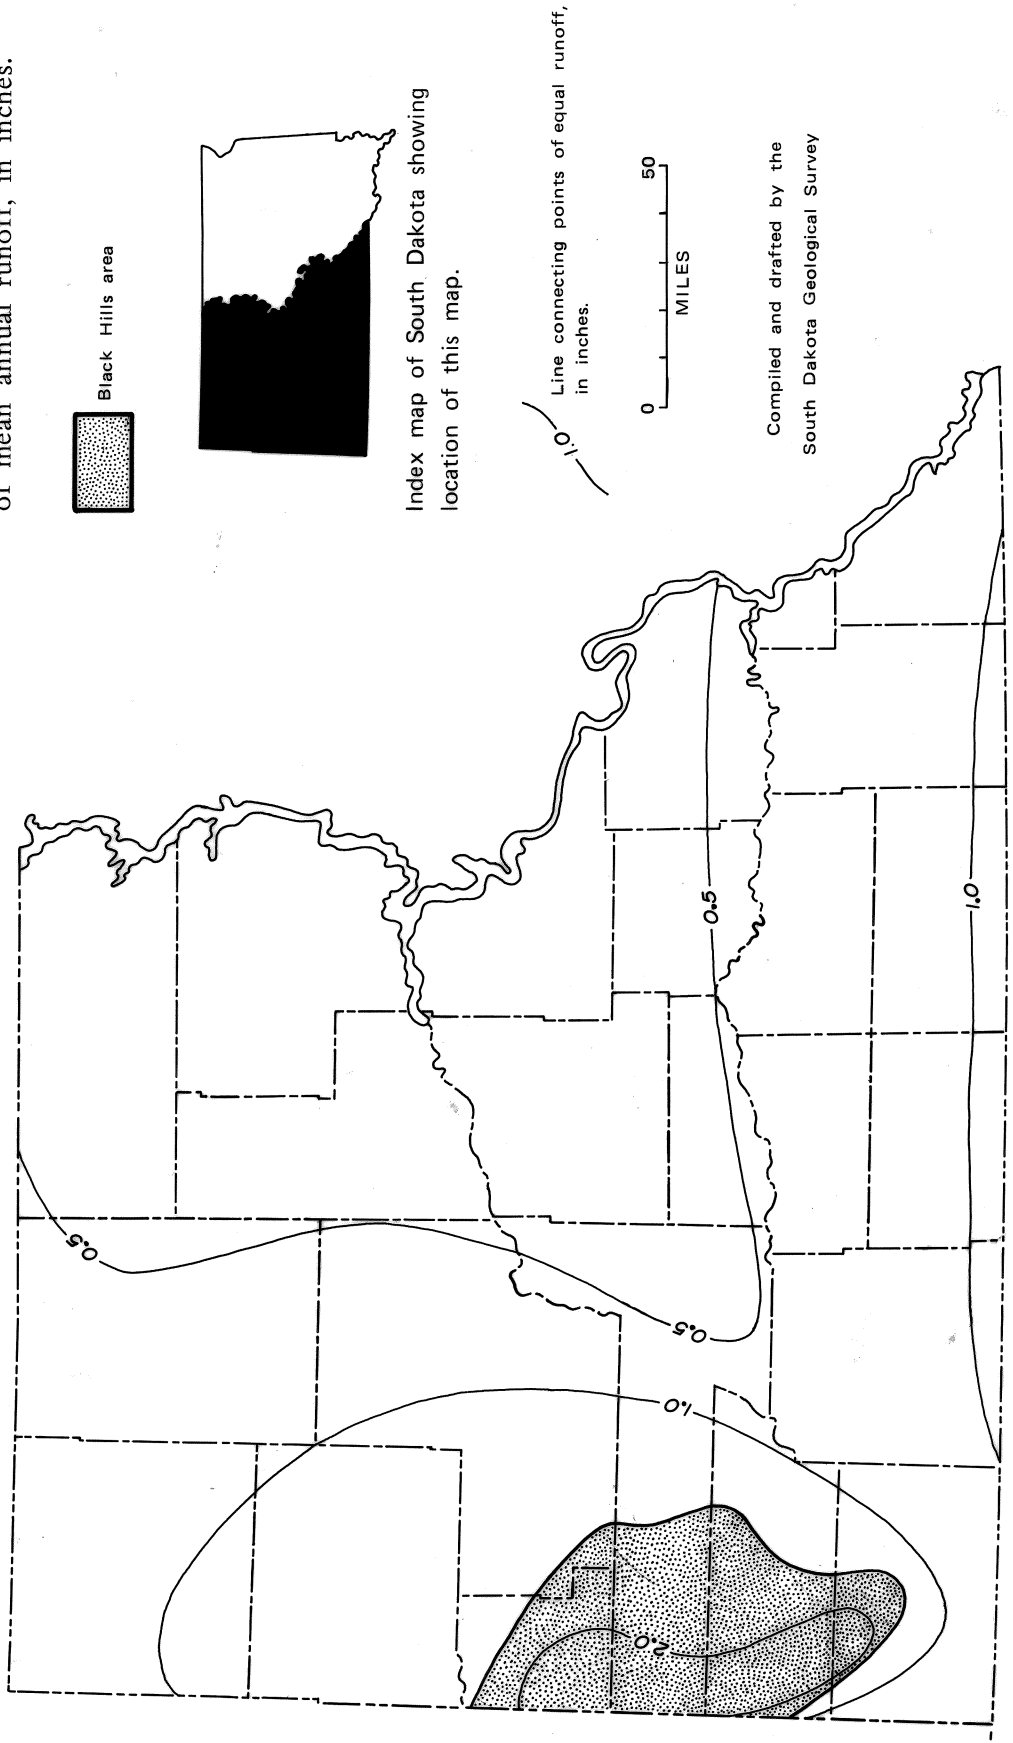 of mean annual runoff, in inches.
Black Hills area
Index map of South Dakota showing
location of this map.
1.0
Line connecting points of equal runoff,
in inches.
0 50
MILES
Compiled and drafted by the
South Dakota Geological Survey
0.5
0.5
0.5
1.0
1.0
2.0